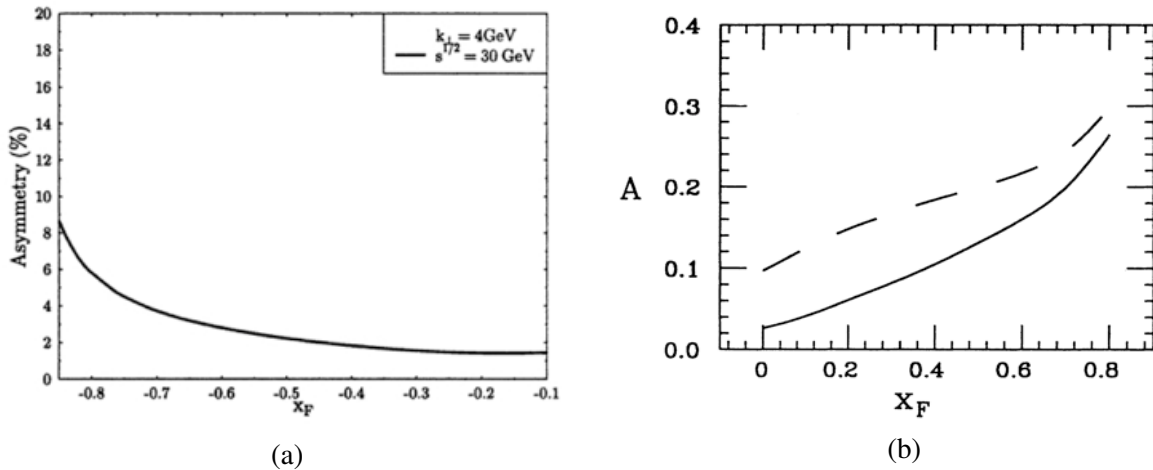 k⊥ = 4GeV
s^1/2 = 30 GeV
Asymmetry (%)
20
18
16
14
12
10
8
6
4
2
0
-0.8 -0.7 -0.6 -0.5 -0.4 -0.3 -0.2 -0.1
x_F
(a)
A
0.4
0.3
0.2
0.1
0.0
0 0.2 0.4 0.6 0.8
x_F
(b)